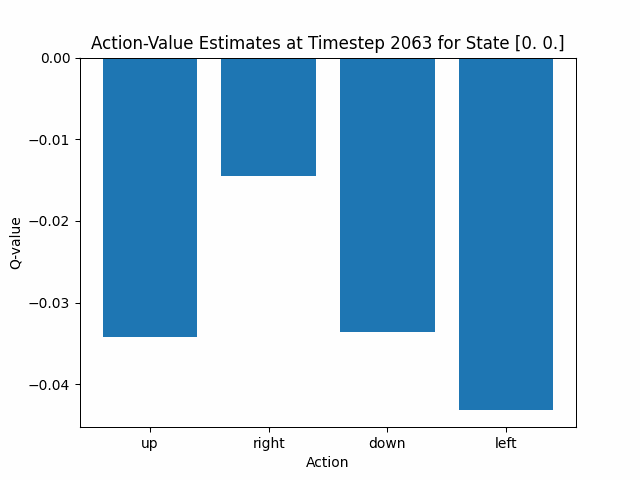 Action-Value Estimates at Timestep 2063 for State [0. 0.]
0.00
−0.01
−0.02
−0.03
−0.04
Q-value
up right down left
Action